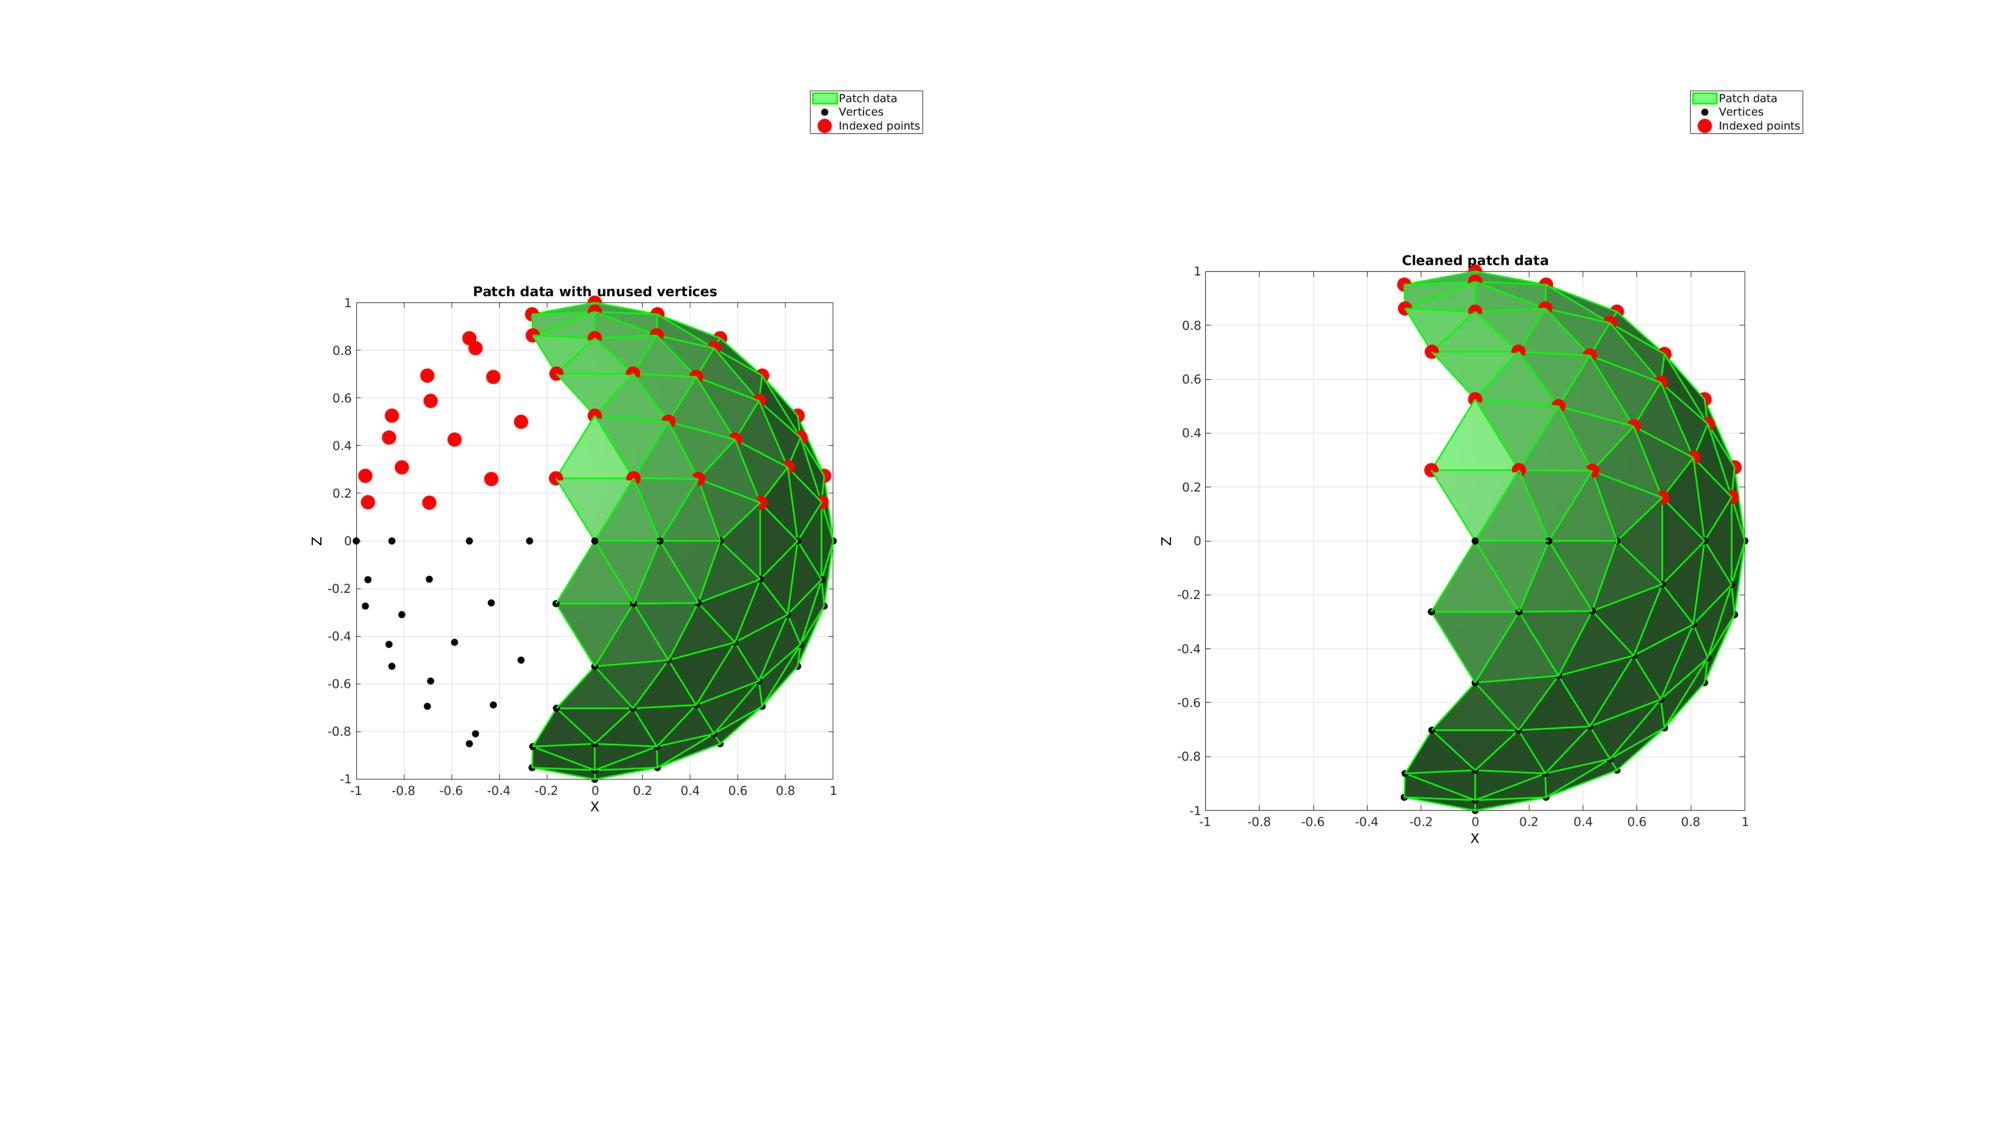 Patch data
Vertices
Indexed points
Patch data
Vertices
Indexed points
Patch data with unused vertices
1
0.8
0.6
0.4
0.2
0
-0.2
-0.4
-0.6
-0.8
-1
Z
-1 -0.8 -0.6 -0.4 -0.2 0 0.2 0.4 0.6 0.8 1
X
Cleaned patch data
1
0.8
0.6
0.4
0.2
0
-0.2
-0.4
-0.6
-0.8
-1
Z
-1 -0.8 -0.6 -0.4 -0.2 0 0.2 0.4 0.6 0.8 1
X